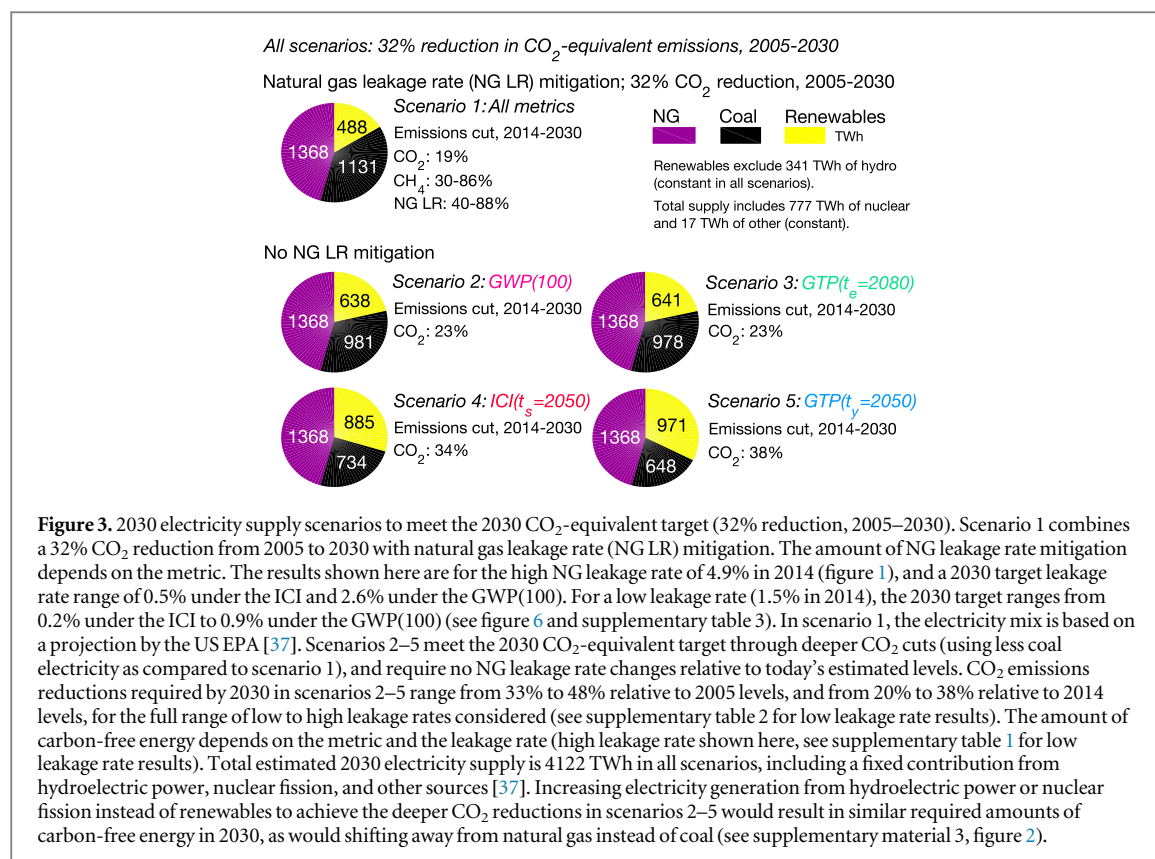 All scenarios: 32% reduction in CO2-equivalent emissions, 2005-2030
Natural gas leakage rate (NG LR) mitigation; 32% CO2 reduction, 2005-2030
Scenario 1: All metrics
Emissions cut, 2014-2030
CO2: 19%
CH4: 30-86%
NG LR: 40-88%
488
1368
1131
NG Coal Renewables
TWh
Renewables exclude 341 TWh of hydro
(constant in all scenarios).
Total supply includes 777 TWh of nuclear
and 17 TWh of other (constant).
No NG LR mitigation
Scenario 2: GWP(100)
Emissions cut, 2014-2030
CO2: 23%
638
1368
981
Scenario 3: GTP(te=2080)
Emissions cut, 2014-2030
CO2: 23%
641
1368
978
Scenario 4: ICI(ts=2050)
Emissions cut, 2014-2030
CO2: 34%
885
1368
734
Scenario 5: GTP(ty=2050)
Emissions cut, 2014-2030
CO2: 38%
971
1368
648
Figure 3. 2030 electricity supply scenarios to meet the 2030 CO2-equivalent target (32% reduction, 2005–2030). Scenario 1 combines
a 32% CO2 reduction from 2005 to 2030 with natural gas leakage rate (NG LR) mitigation. The amount of NG leakage rate mitigation
depends on the metric. The results shown here are for the high NG leakage rate of 4.9% in 2014 (figure 1), and a 2030 target leakage
rate range of 0.5% under the ICI and 2.6% under the GWP(100). For a low leakage rate (1.5% in 2014), the 2030 target ranges from
0.2% under the ICI to 0.9% under the GWP(100) (see figure 6 and supplementary table 3). In scenario 1, the electricity mix is based on
a projection by the US EPA [37]. Scenarios 2–5 meet the 2030 CO2-equivalent target through deeper CO2 cuts (using less coal
electricity as compared to scenario 1), and require no NG leakage rate changes relative to today's estimated levels. CO2 emissions
reductions required by 2030 in scenarios 2–5 range from 33% to 48% relative to 2005 levels, and from 20% to 38% relative to 2014
levels, for the full range of low to high leakage rates considered (see supplementary table 2 for low leakage rate results). The amount of
carbon-free energy depends on the metric and the leakage rate (high leakage rate shown here, see supplementary table 1 for low
leakage rate results). Total estimated 2030 electricity supply is 4122 TWh in all scenarios, including a fixed contribution from
hydroelectric power, nuclear fission, and other sources [37]. Increasing electricity generation from hydroelectric power or nuclear
fission instead of renewables to achieve the deeper CO2 reductions in scenarios 2–5 would result in similar required amounts of
carbon-free energy in 2030, as would shifting away from natural gas instead of coal (see supplementary material 3, figure 2).